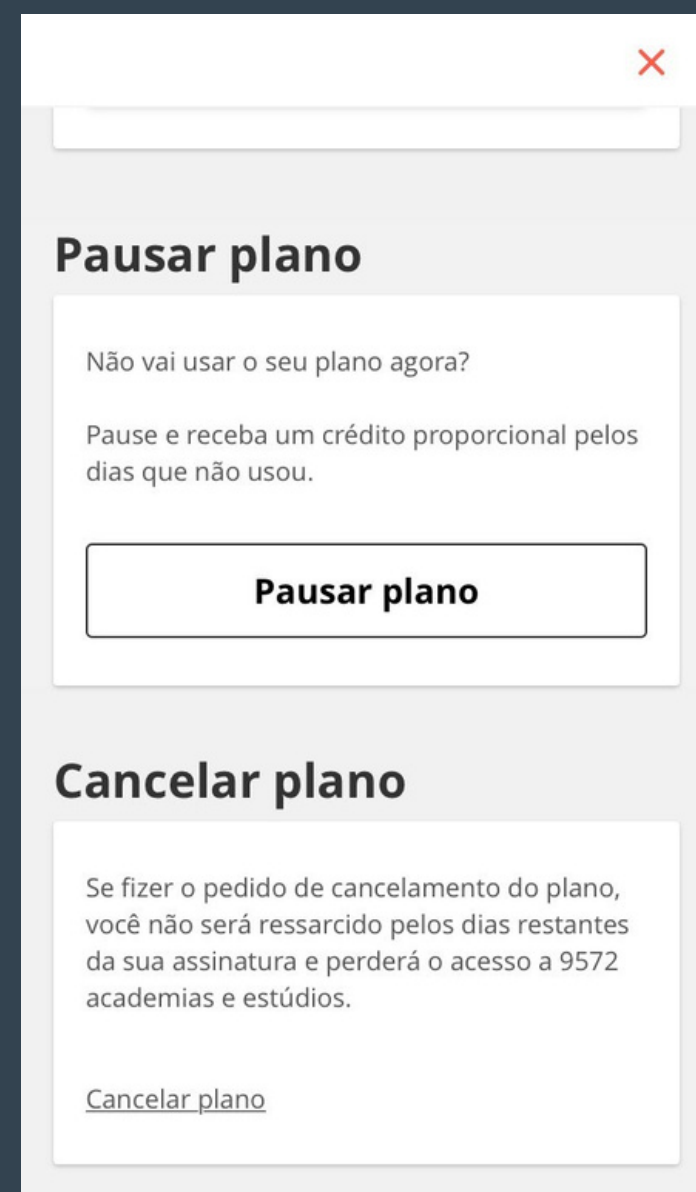 Pausar plano
Não vai usar o seu plano agora?
Pause e receba um crédito proporcional pelos
dias que não usou.
Pausar plano
Cancelar plano
Se fizer o pedido de cancelamento do plano,
você não será ressarcido pelos dias restantes
da sua assinatura e perderá o acesso a 9572
academias e estúdios.
Cancelar plano